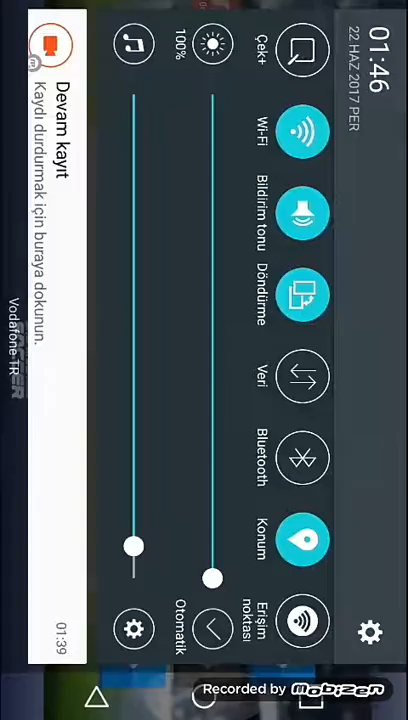 01:46
22 HAZ 2017 PER
Çek+
Wi-Fi
Bildirim tonu
Döndürme
Veri
Bluetooth
Konum
Erişim
noktası
100%
Otomatik
Devam kayıt
01:39
Kaydı durdurmak için buraya dokunun.
Vodafone TR
SOCCER
Recorded by mobizen